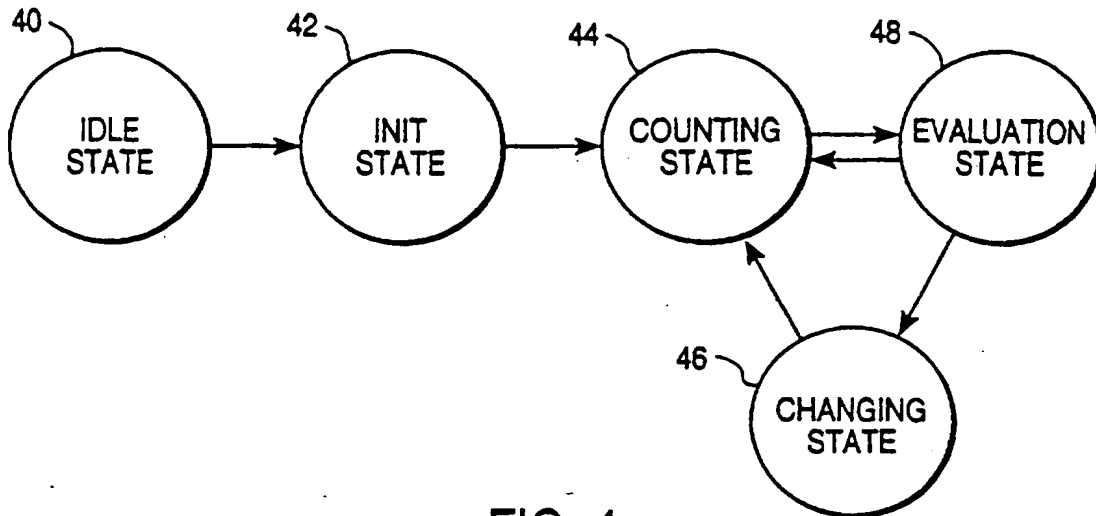 40
42
44
48
IDLE
STATE
INIT
STATE
COUNTING
STATE
EVALUATION
STATE
46
CHANGING
STATE